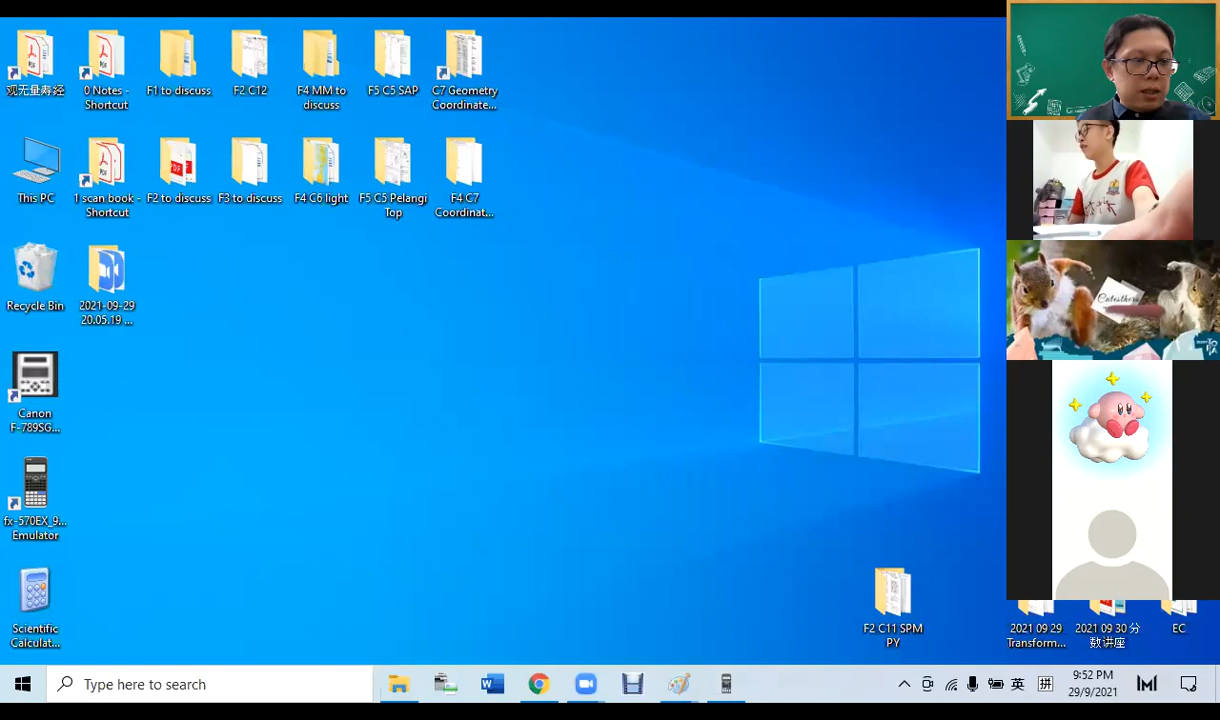 观无量寿经
0 Notes -
Shortcut
F1 to discuss
F2 C12
F4 MM to
discuss
F5 C5 SAP
C7 Geometry
Coordinate...
This PC
1 scan book -
Shortcut
F2 to discuss
F3 to discuss
F4 C6 light
F5 C5 Pelangi
Top
F4 C7
Coordinat...
Recycle Bin
2021-09-29
20.05.19 ...
Canon
F-789SG...
fx-570EX_9...
Emulator
Scientific
Calculat...
F2 C11 SPM
PY
2021 09 29
Transform...
2021 09 30 分
数讲座
EC
Type here to search
英
拼
9:52 PM
29/9/2021